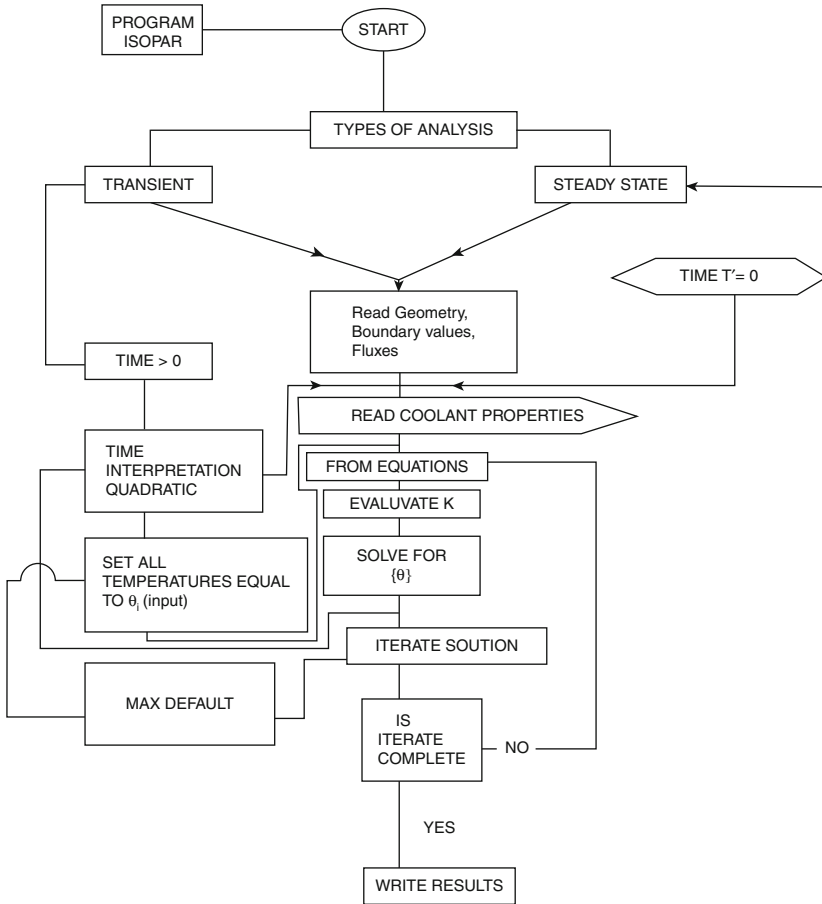 PROGRAM
ISOPAR
START
TYPES OF ANALYSIS
TRANSIENT
STEADY STATE
TIME T′= 0
Read Geometry,
Boundary values,
Fluxes
TIME > 0
READ COOLANT PROPERTIES
TIME
INTERPRETATION
QUADRATIC
FROM EQUATIONS
EVALUVATE K
SET ALL
TEMPERATURES EQUAL
TO θi (input)
SOLVE FOR
{θ}
ITERATE SOUTION
MAX DEFAULT
IS
ITERATE
COMPLETE
NO
YES
WRITE RESULTS